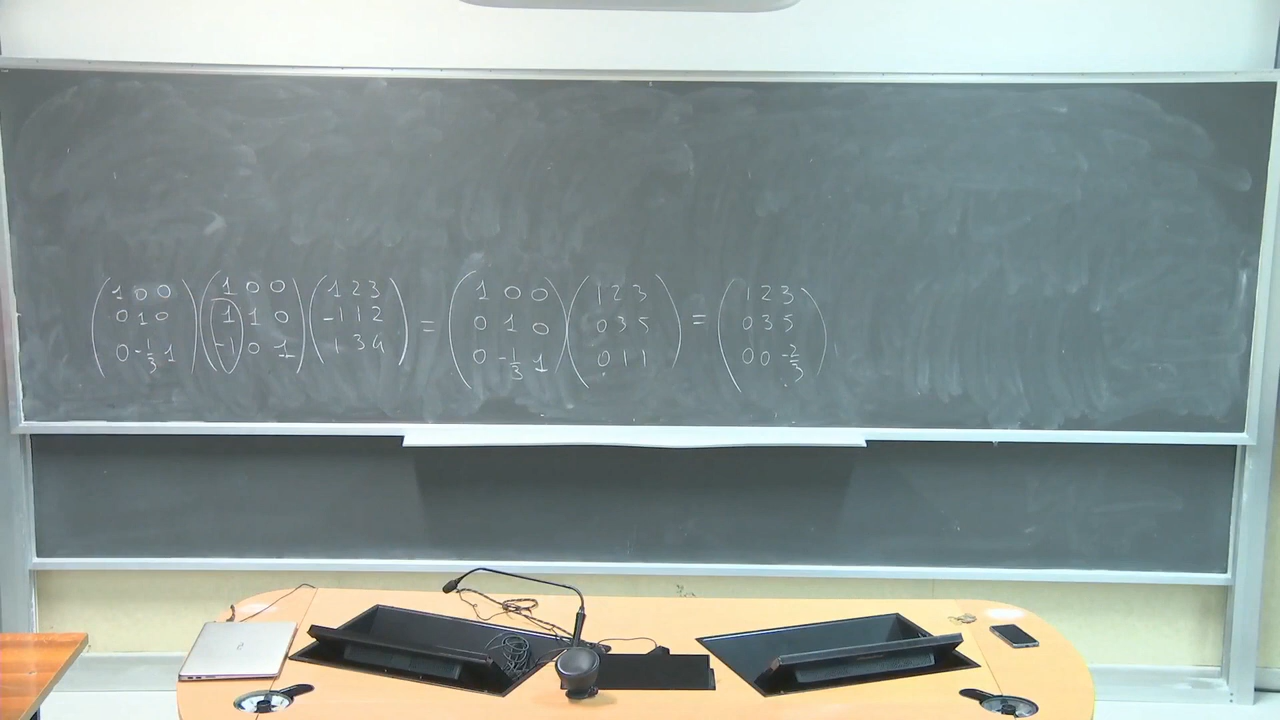 (1 0 0) (1 0 0) (1 2 3) (1 0 0) (1 2 3) (1 2 3)
(0 1 0) (1 1 0) (-1 1 2) = (0 1 0) (0 3 5) = (0 3 5)
(0 -1/3 1) (-1 0 1) (1 3 4) (0 -1/3 1) (0 1 1) (0 0 -2/3)